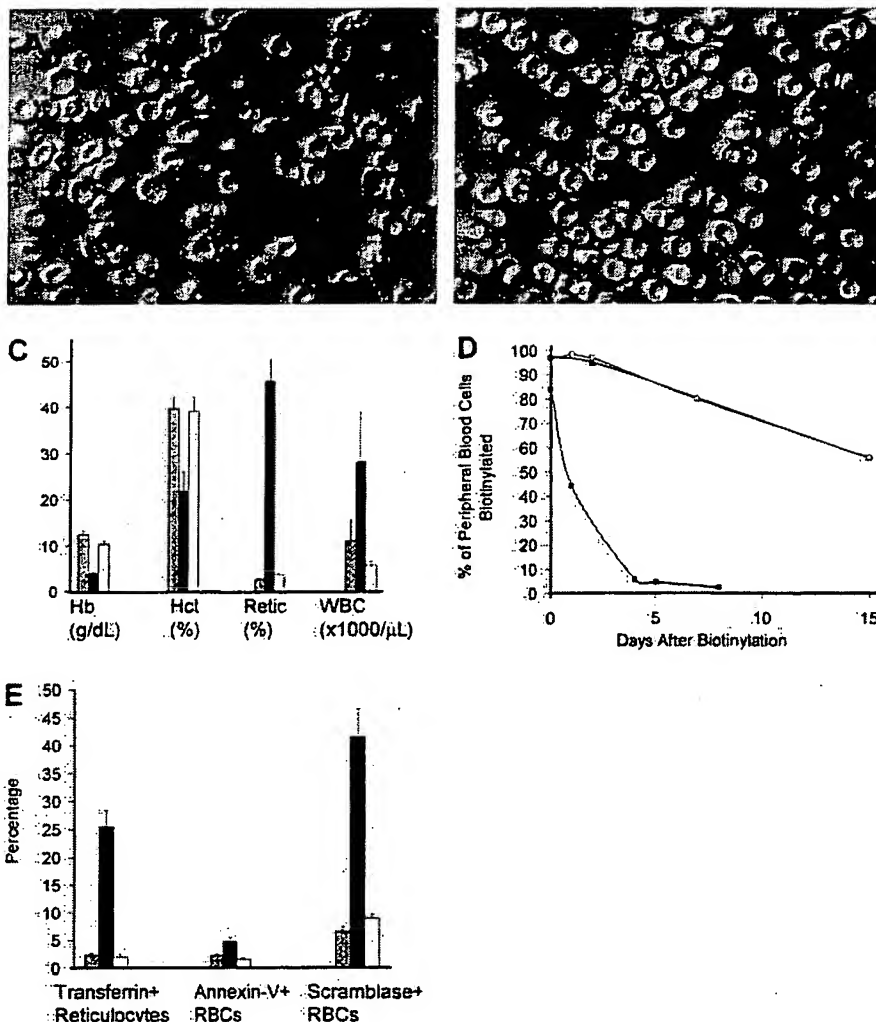 C
50
40
30
20
10
0
Hb
(g/dL)
Hct
(%)
Retic
(%)
WBC
(x1000/µL)
D
% of Peripheral Blood Cells
Biotinylated
100
90
80
70
60
50
40
30
20
10
0
0
5
10
15
Days After Biotinylation
E
Percentage
50
45
40
35
30
25
20
15
10
5
0
Transferrin+
Reticulocytes
Annexin-V+
RBCs
Scramblase+
RBCs